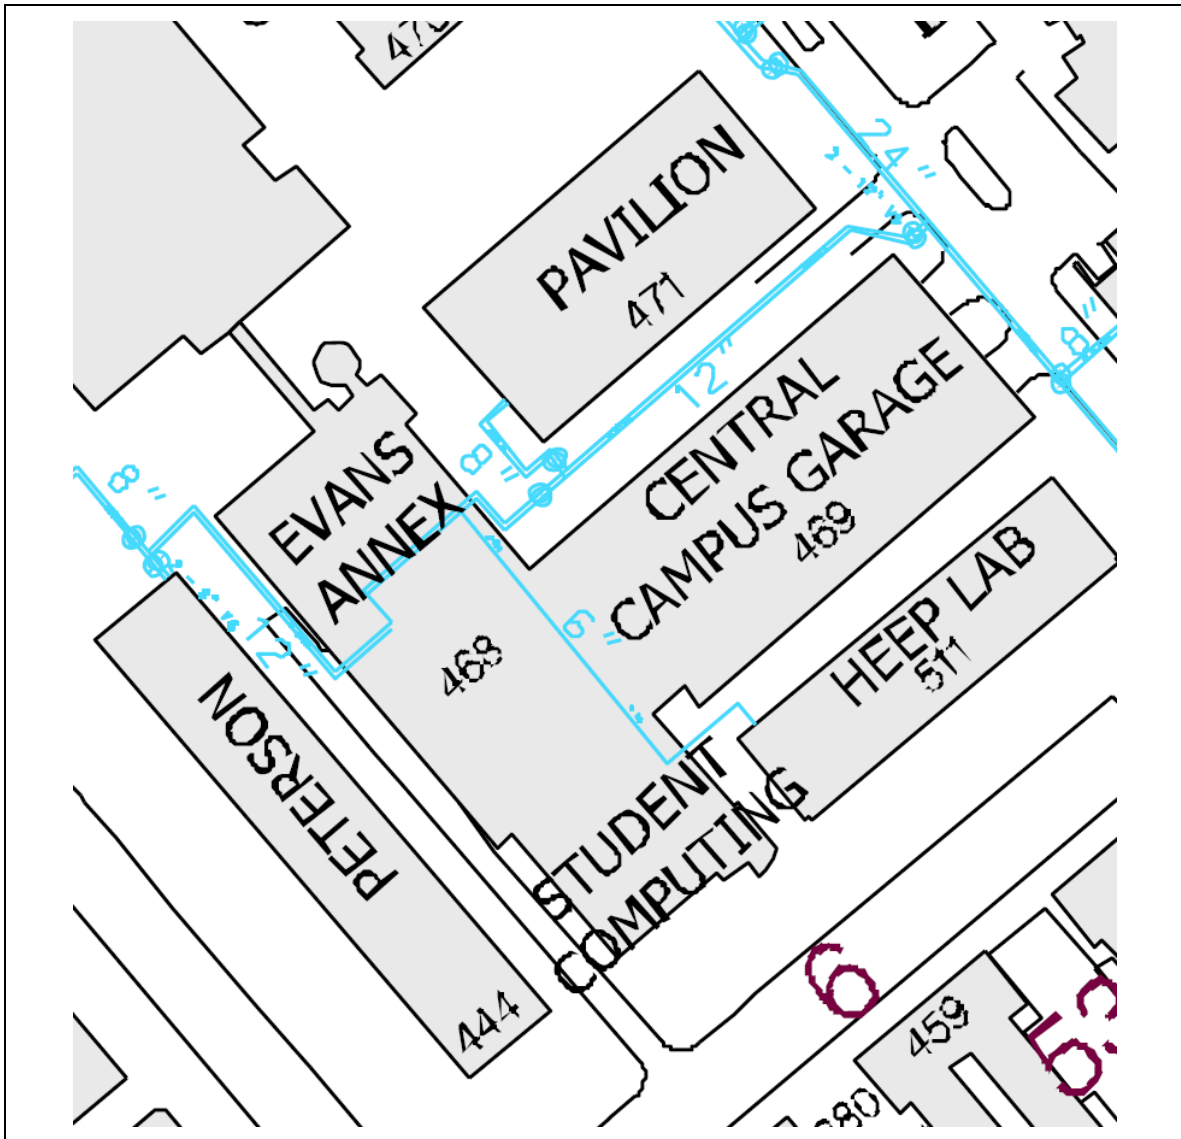 24"
PAVILION
471
12"
8"
CENTRAL
CAMPUS GARAGE
469
8"
EVANS
ANNEX
8"
12"
6"
468
HEEP LAB
511
PETERSON
444
STUDENT
COMPUTING
6
459